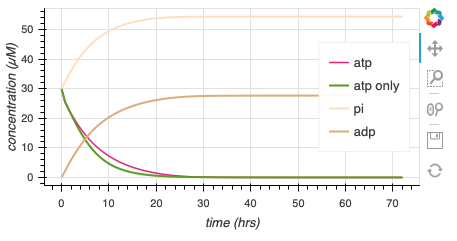 concentration (μM)
50
40
30
20
10
0
atp
atp only
pi
adp
0 10 20 30 40 50 60 70
time (hrs)